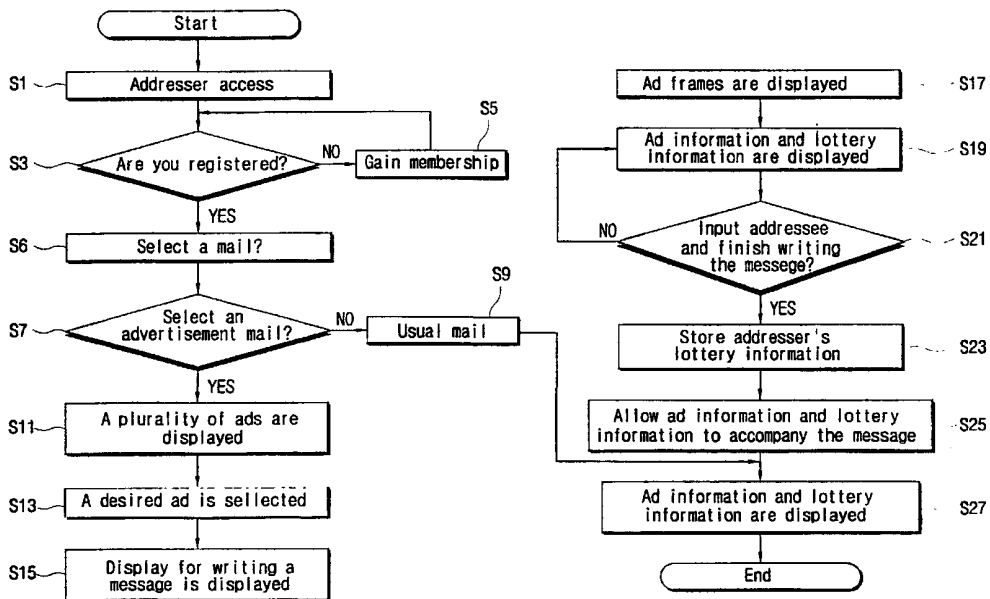 Start
S1
Addresser access
S5
S3
Are you registered?
NO
Gain membership
YES
S6
Select a mail?
S9
S7
Select an
advertisement mail?
NO
Usual mail
YES
S11
A plurality of ads are
displayed
S13
A desired ad is sellected
S15
Display for writing a
message is displayed
Ad frames are displayed
S17
Ad information and lottery
information are displayed
S19
NO
Input addressee
and finish writing
the messege?
S21
YES
Store addresser's
lottery information
S23
Allow ad information and lottery
information to accompany the message
S25
Ad information and lottery
information are displayed
S27
End